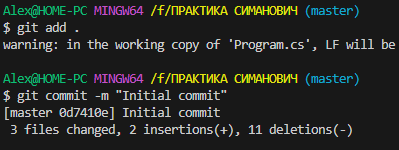 Alex@HOME-PC MINGW64 /f/ПРАКТИКА СИМАНОВИЧ (master)
$ git add .
warning: in the working copy of 'Program.cs', LF will be
Alex@HOME-PC MINGW64 /f/ПРАКТИКА СИМАНОВИЧ (master)
$ git commit -m "Initial commit"
[master 0d7410e] Initial commit
 3 files changed, 2 insertions(+), 11 deletions(-)